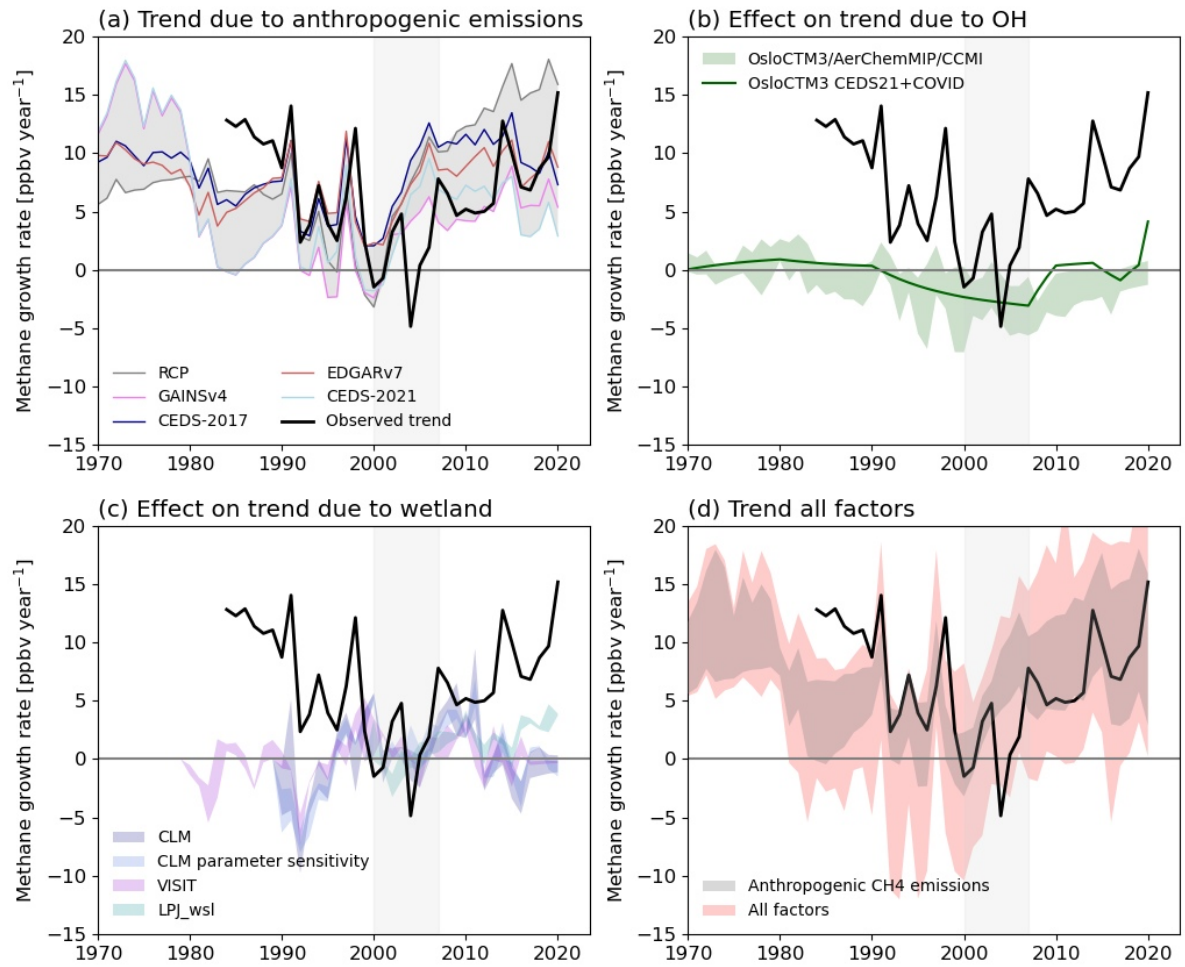 (a) Trend due to anthropogenic emissions
Methane growth rate [ppbv year⁻¹]
20
15
10
5
0
−5
−10
−15
RCP
GAINSv4
CEDS-2017
EDGARv7
CEDS-2021
Observed trend
1970 1980 1990 2000 2010 2020
(b) Effect on trend due to OH
Methane growth rate [ppbv year⁻¹]
20
15
10
5
0
−5
−10
−15
OsloCTM3/AerChemMIP/CCMI
OsloCTM3 CEDS21+COVID
1970 1980 1990 2000 2010 2020
(c) Effect on trend due to wetland
Methane growth rate [ppbv year⁻¹]
20
15
10
5
0
−5
−10
−15
CLM
CLM parameter sensitivity
VISIT
LPJ_wsl
1970 1980 1990 2000 2010 2020
(d) Trend all factors
Methane growth rate [ppbv year⁻¹]
20
15
10
5
0
−5
−10
−15
Anthropogenic CH4 emissions
All factors
1970 1980 1990 2000 2010 2020